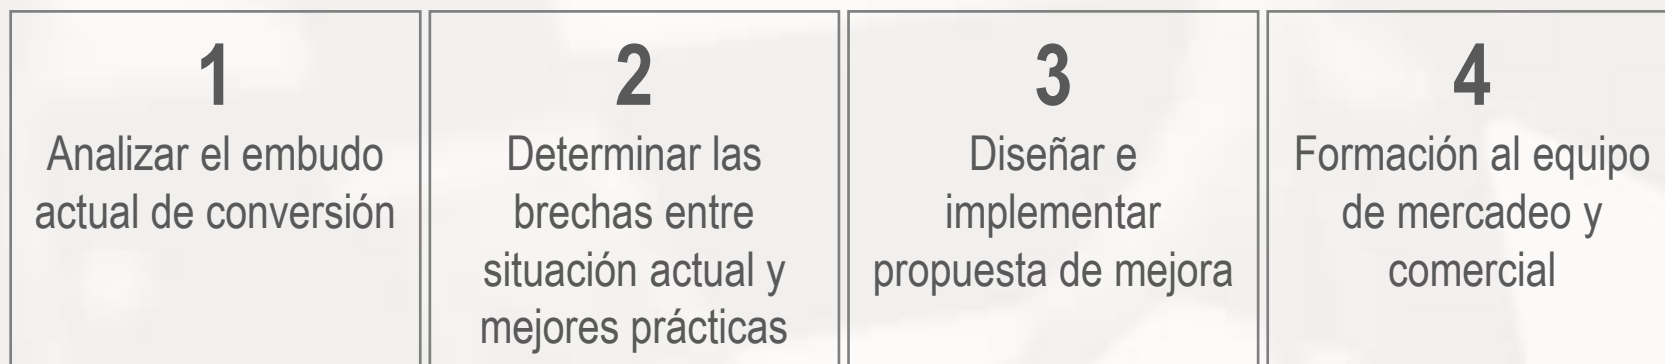 1
Analizar el embudo
actual de conversión
2
Determinar las
brechas entre
situación actual y
mejores prácticas
3
Diseñar e
implementar
propuesta de mejora
4
Formación al equipo
de mercadeo y
comercial